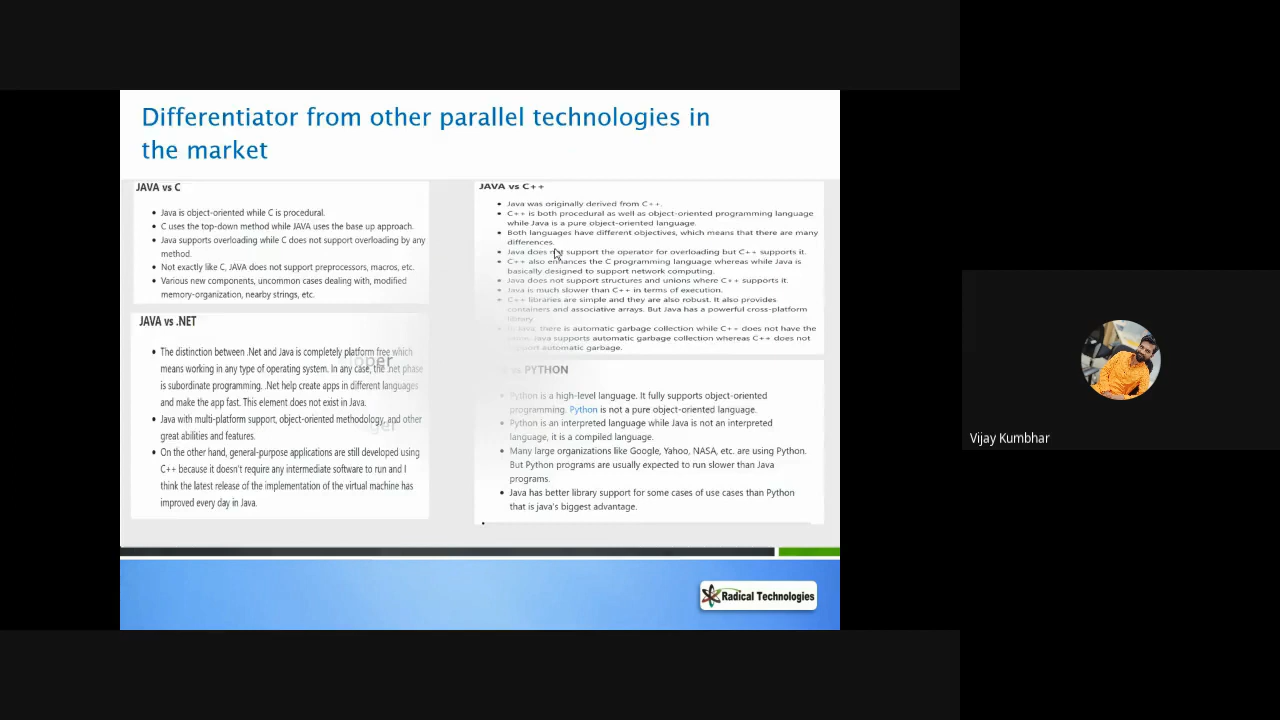 Differentiator from other parallel technologies in
the market
JAVA vs C
• Java is object-oriented while C is procedural.
• C uses the top-down method while JAVA uses the base up approach.
• Java supports overloading while C does not support overloading by any
method.
• Not exactly like C, JAVA does not support preprocessors, macros, etc.
• Various new components, uncommon cases dealing with, modified
memory-organization, nearby strings, etc.
JAVA vs .NET
• The distinction between .Net and Java is completely platform free which
means working in any type of operating system. In any case, the .net phase
is subordinate programming. .Net help create apps in different languages
and make the app fast. This element does not exist in Java.
• Java with multi-platform support, object-oriented methodology, and other
great abilities and features.
• On the other hand, general-purpose applications are still developed using
C++ because it doesn't require any intermediate software to run and I
think the latest release of the implementation of the virtual machine has
improved every day in Java.
JAVA vs C++
• Java was originally derived from C++.
• C++ is both procedural as well as object-oriented programming language
while Java is a pure object-oriented language.
• Both languages have different objectives, which means that there are many
differences.
• Java does not support the operator for overloading but C++ supports it.
• C++ also enhances the C programming language whereas while Java is
basically designed to support network computing.
• Java does not support structures and unions where C++ supports it.
• Java is much slower than C++ in terms of execution.
• C++ libraries are simple and they are also robust. It also provides
containers and associative arrays. But Java has a powerful cross-platform
library.
• In Java, there is automatic garbage collection while C++ does not have the
same. Java supports automatic garbage collection whereas C++ does not
support automatic garbage.
vs PYTHON
• Python is a high-level language. It fully supports object-oriented
programming. Python is not a pure object-oriented language.
• Python is an interpreted language while Java is not an interpreted
language, it is a compiled language.
• Many large organizations like Google, Yahoo, NASA, etc. are using Python.
But Python programs are usually expected to run slower than Java
programs.
• Java has better library support for some cases of use cases than Python
that is java's biggest advantage.
Radical Technologies
Vijay Kumbhar